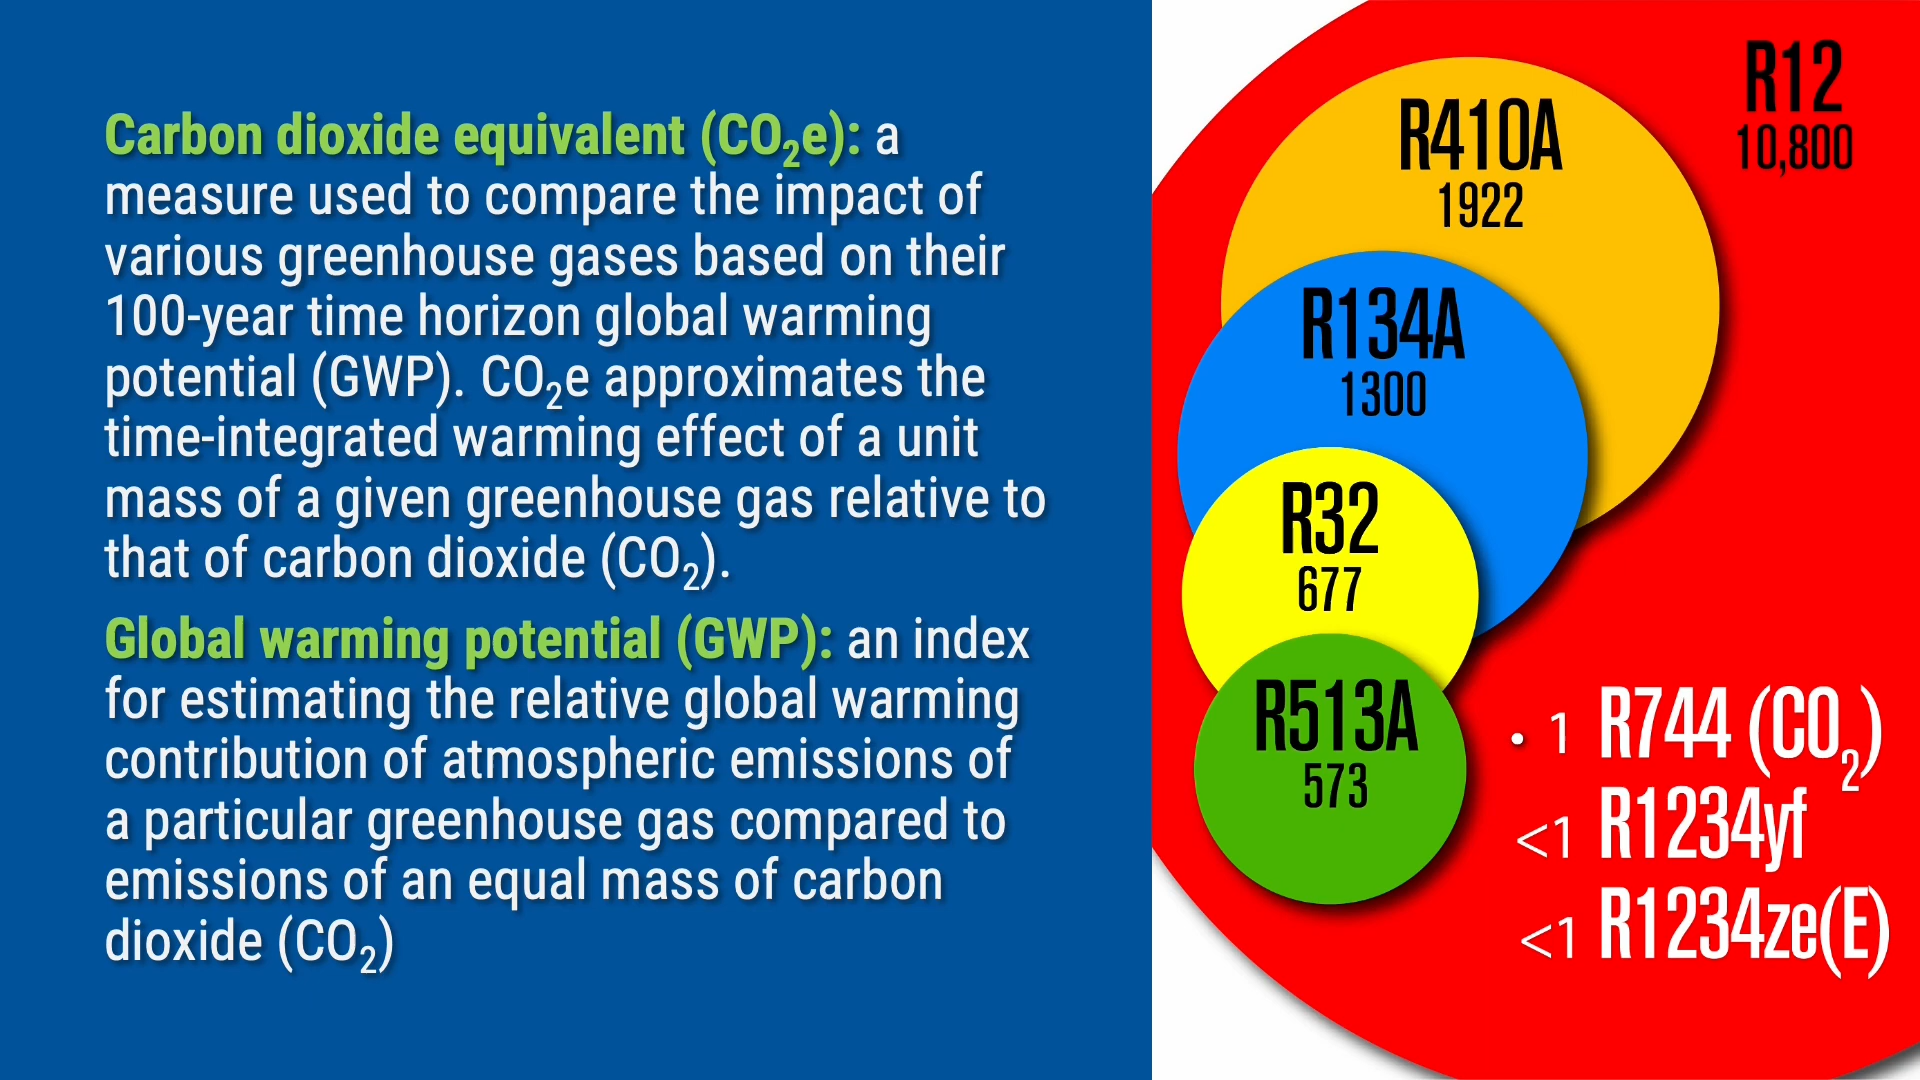 Carbon dioxide equivalent (CO₂e): a
measure used to compare the impact of
various greenhouse gases based on their
100-year time horizon global warming
potential (GWP). CO₂e approximates the
time-integrated warming effect of a unit
mass of a given greenhouse gas relative to
that of carbon dioxide (CO₂).
Global warming potential (GWP): an index
for estimating the relative global warming
contribution of atmospheric emissions of
a particular greenhouse gas compared to
emissions of an equal mass of carbon
dioxide (CO₂)
R12
10,800
R410A
1922
R134A
1300
R32
677
R513A
573
• 1 R744 (CO₂)
<1 R1234yf
<1 R1234ze(E)